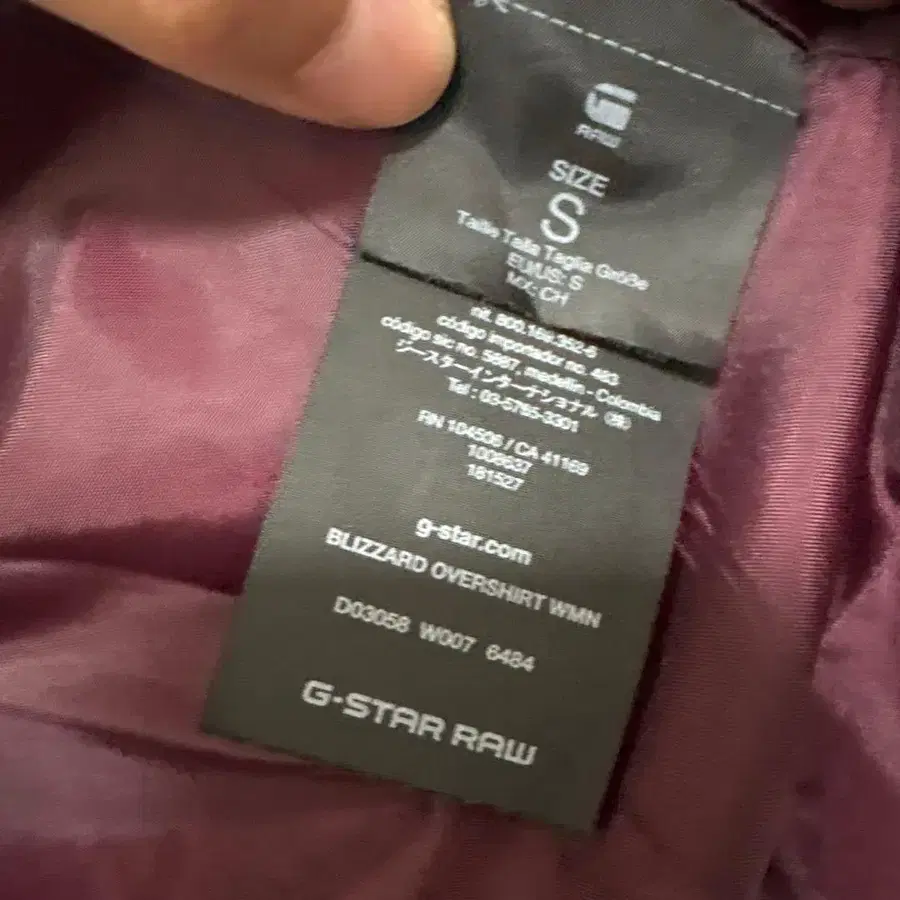 RAW
SIZE
S
Taille Talla Taglia Größe
EU/US: S
MX: CH
nit. 800.169.352-6
código importador no. 483
código sic no. 5887, medellin - Colombia
ジースターインターナショナル (株)
Tel : 03-5765-3301
RN 104506 / CA 41169
1008637
181527
g-star.com
BLIZZARD OVERSHIRT WMN
D03058 W007 6484
G-STAR RAW